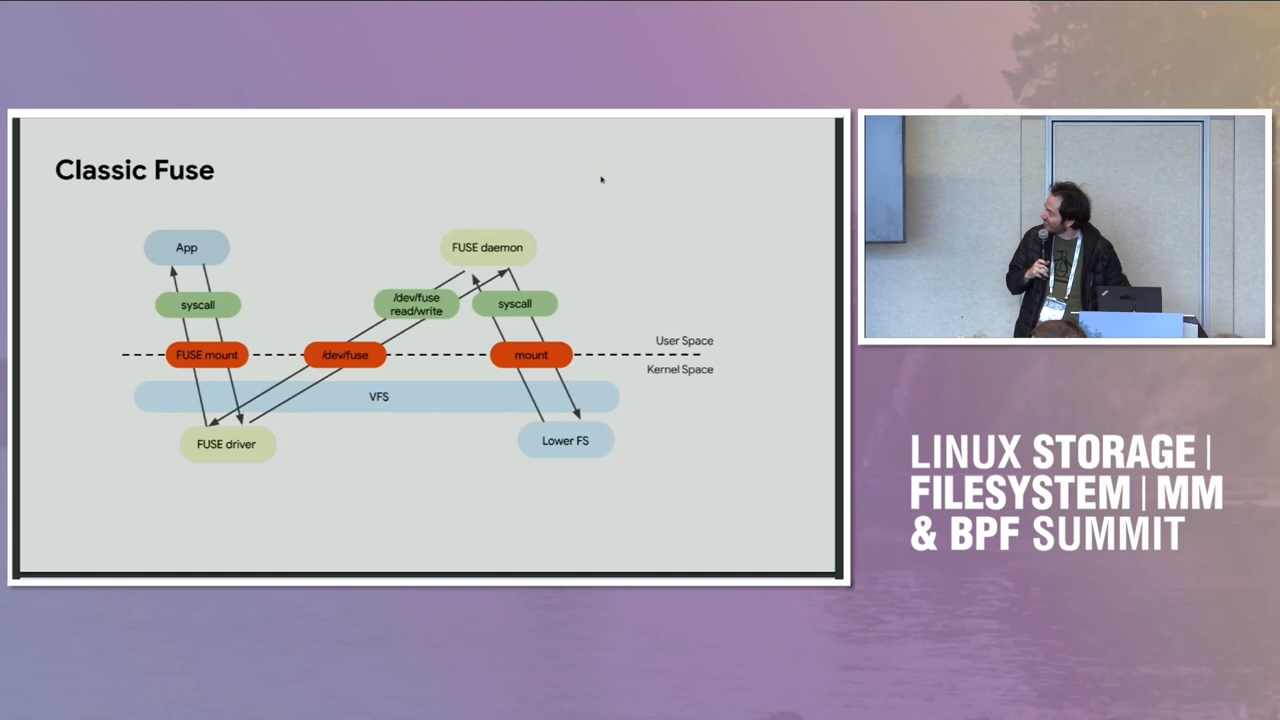 Classic Fuse
App
FUSE daemon
syscall
/dev/fuse
read/write
syscall
User Space
FUSE mount
/dev/fuse
mount
Kernel Space
VFS
FUSE driver
Lower FS
LINUX STORAGE|
FILESYSTEM|MM
& BPF SUMMIT